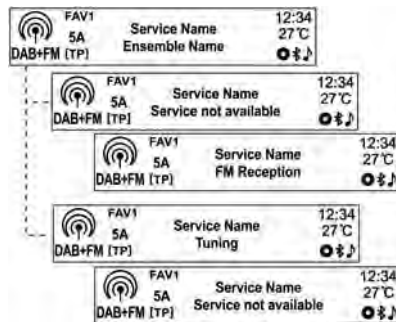 FAV1 12:34
5A Service Name 27°C
DAB+FM [TP] Ensemble Name
FAV1 12:34
5A Service Name 27°C
DAB+FM [TP] Service not available
FAV1 12:34
5A Service Name 27°C
DAB+FM [TP] FM Reception
FAV1 12:34
5A Service Name 27°C
DAB+FM [TP] Tuning
FAV1 12:34
5A Service Name 27°C
DAB+FM [TP] Service not available